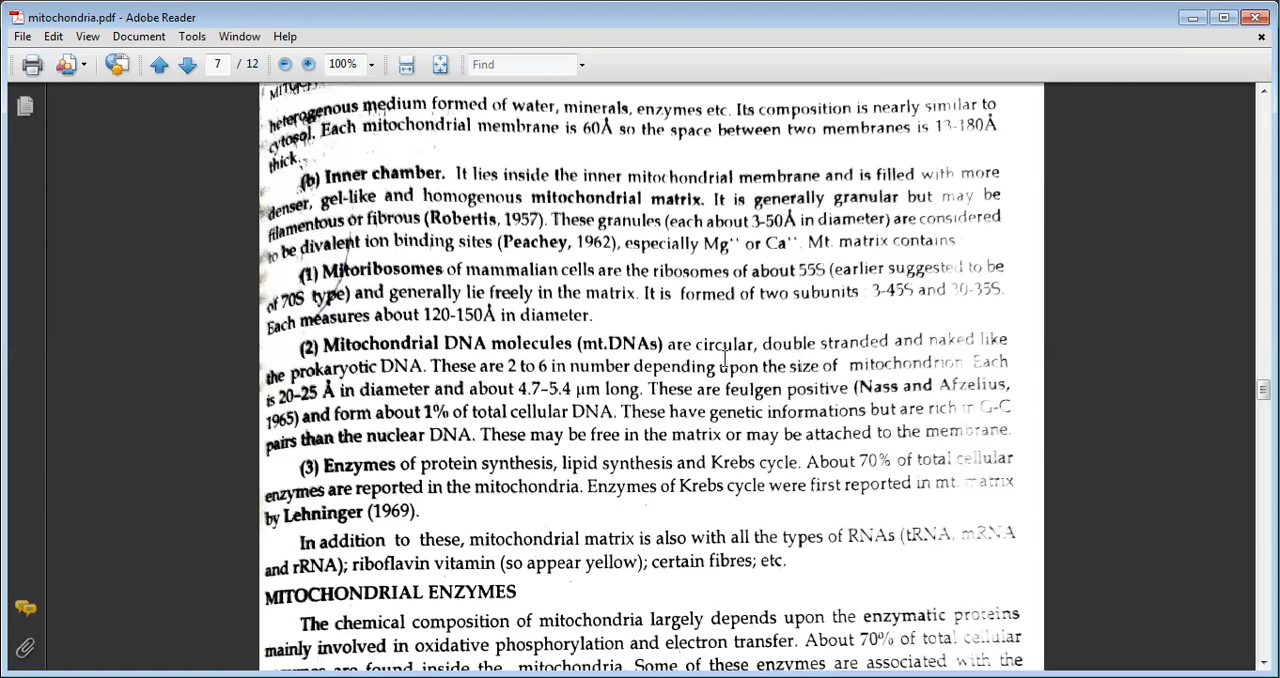 mitochondria.pdf - Adobe Reader
File Edit View Document Tools Window Help
7 / 12 100% Find
heterogenous medium formed of water, minerals, enzymes etc. Its composition is nearly similar to
cytosol. Each mitochondrial membrane is 60Å so the space between two membranes is 13-180Å
thick.
(b) Inner chamber. It lies inside the inner mitochondrial membrane and is filled with more
denser, gel-like and homogenous mitochondrial matrix. It is generally granular but may be
filamentous or fibrous (Robertis, 1957). These granules (each about 3-50Å in diameter) are considered
to be divalent ion binding sites (Peachey, 1962), especially Mg++ or Ca++. Mt. matrix contains
(1) Mitoribosomes of mammalian cells are the ribosomes of about 55S (earlier suggested to be
of 70S type) and generally lie freely in the matrix. It is formed of two subunits : 3-45S and 30-35S.
Each measures about 120-150Å in diameter.
(2) Mitochondrial DNA molecules (mt.DNAs) are circular, double stranded and naked like
the prokaryotic DNA. These are 2 to 6 in number depending upon the size of mitochondrion. Each
is 20-25 Å in diameter and about 4.7-5.4 µm long. These are feulgen positive (Nass and Afzelius,
1965) and form about 1% of total cellular DNA. These have genetic informations but are rich in G-C
pairs than the nuclear DNA. These may be free in the matrix or may be attached to the membrane.
(3) Enzymes of protein synthesis, lipid synthesis and Krebs cycle. About 70% of total cellular
enzymes are reported in the mitochondria. Enzymes of Krebs cycle were first reported in mt. matrix
by Lehninger (1969).
In addition to these, mitochondrial matrix is also with all the types of RNAs (tRNA, mRNA
and rRNA); riboflavin vitamin (so appear yellow); certain fibres; etc.
MITOCHONDRIAL ENZYMES
The chemical composition of mitochondria largely depends upon the enzymatic proteins
mainly involved in oxidative phosphorylation and electron transfer. About 70% of total cellular
enzymes are found inside the mitochondria. Some of these enzymes are associated with the